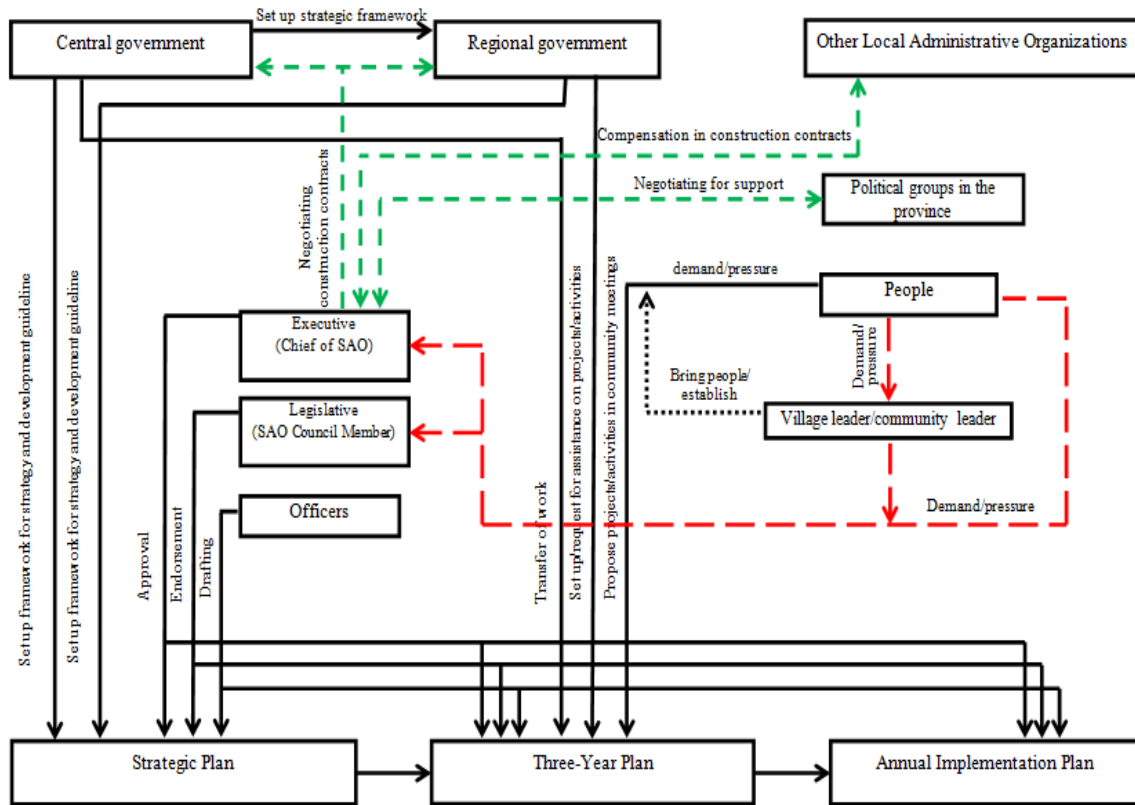 Set up strategic framework
Central government
Regional government
Other Local Administrative Organizations
Compensation in construction contracts
Negotiating for support
Political groups in the
province
Negotiating
construction contracts
demand/pressure
People
Executive
(Chief of SAO)
Demand/
pressure
Bring people/
establish
Legislative
(SAO Council Member)
Village leader/community leader
Officers
Demand/pressure
Setup framework for strategy and development guideline
Setup framework for strategy and development guideline
Approval
Endorsement
Drafting
Transfer of work
Set up/request for assistance on projects/activities
Propose projects/activities in community meetings
Strategic Plan
Three-Year Plan
Annual Implementation Plan